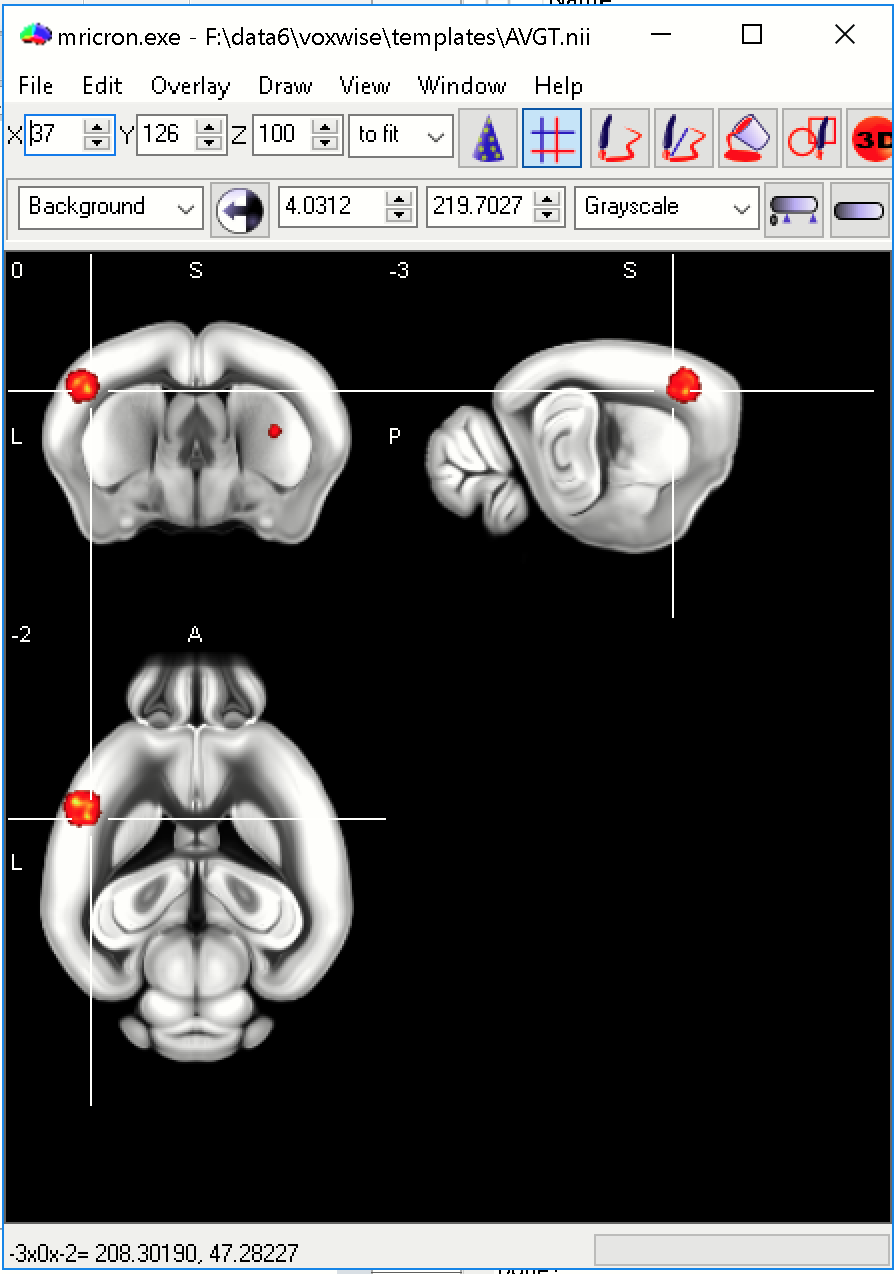 mricron.exe - F:\data6\voxwise\templates\AVGT.nii
File Edit Overlay Draw View Window Help
X 37 Y 126 Z 100 to fit 3D
Background 4.0312 219.7027 Grayscale
0 S -3 S
L P
-2 A
L
-3x0x-2= 208.30190, 47.28227